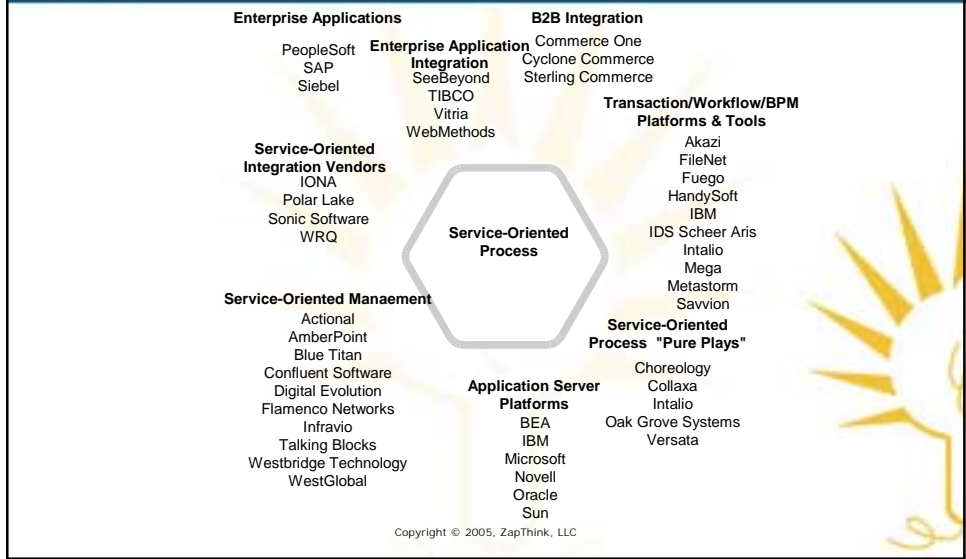 Enterprise Applications
PeopleSoft
SAP
Siebel
Enterprise Application
Integration
SeeBeyond
TIBCO
Vitria
WebMethods
B2B Integration
Commerce One
Cyclone Commerce
Sterling Commerce
Transaction/Workflow/BPM
Platforms & Tools
Akazi
FileNet
Fuego
HandySoft
IBM
IDS Scheer Aris
Intalio
Mega
Metastorm
Savvion
Service-Oriented
Integration Vendors
IONA
Polar Lake
Sonic Software
WRQ
Service-Oriented
Process
Service-Oriented Manaement
Actional
AmberPoint
Blue Titan
Confluent Software
Digital Evolution
Flamenco Networks
Infravio
Talking Blocks
Westbridge Technology
WestGlobal
Application Server
Platforms
BEA
IBM
Microsoft
Novell
Oracle
Sun
Service-Oriented
Process "Pure Plays"
Choreology
Collaxa
Intalio
Oak Grove Systems
Versata
Copyright © 2005, ZapThink, LLC